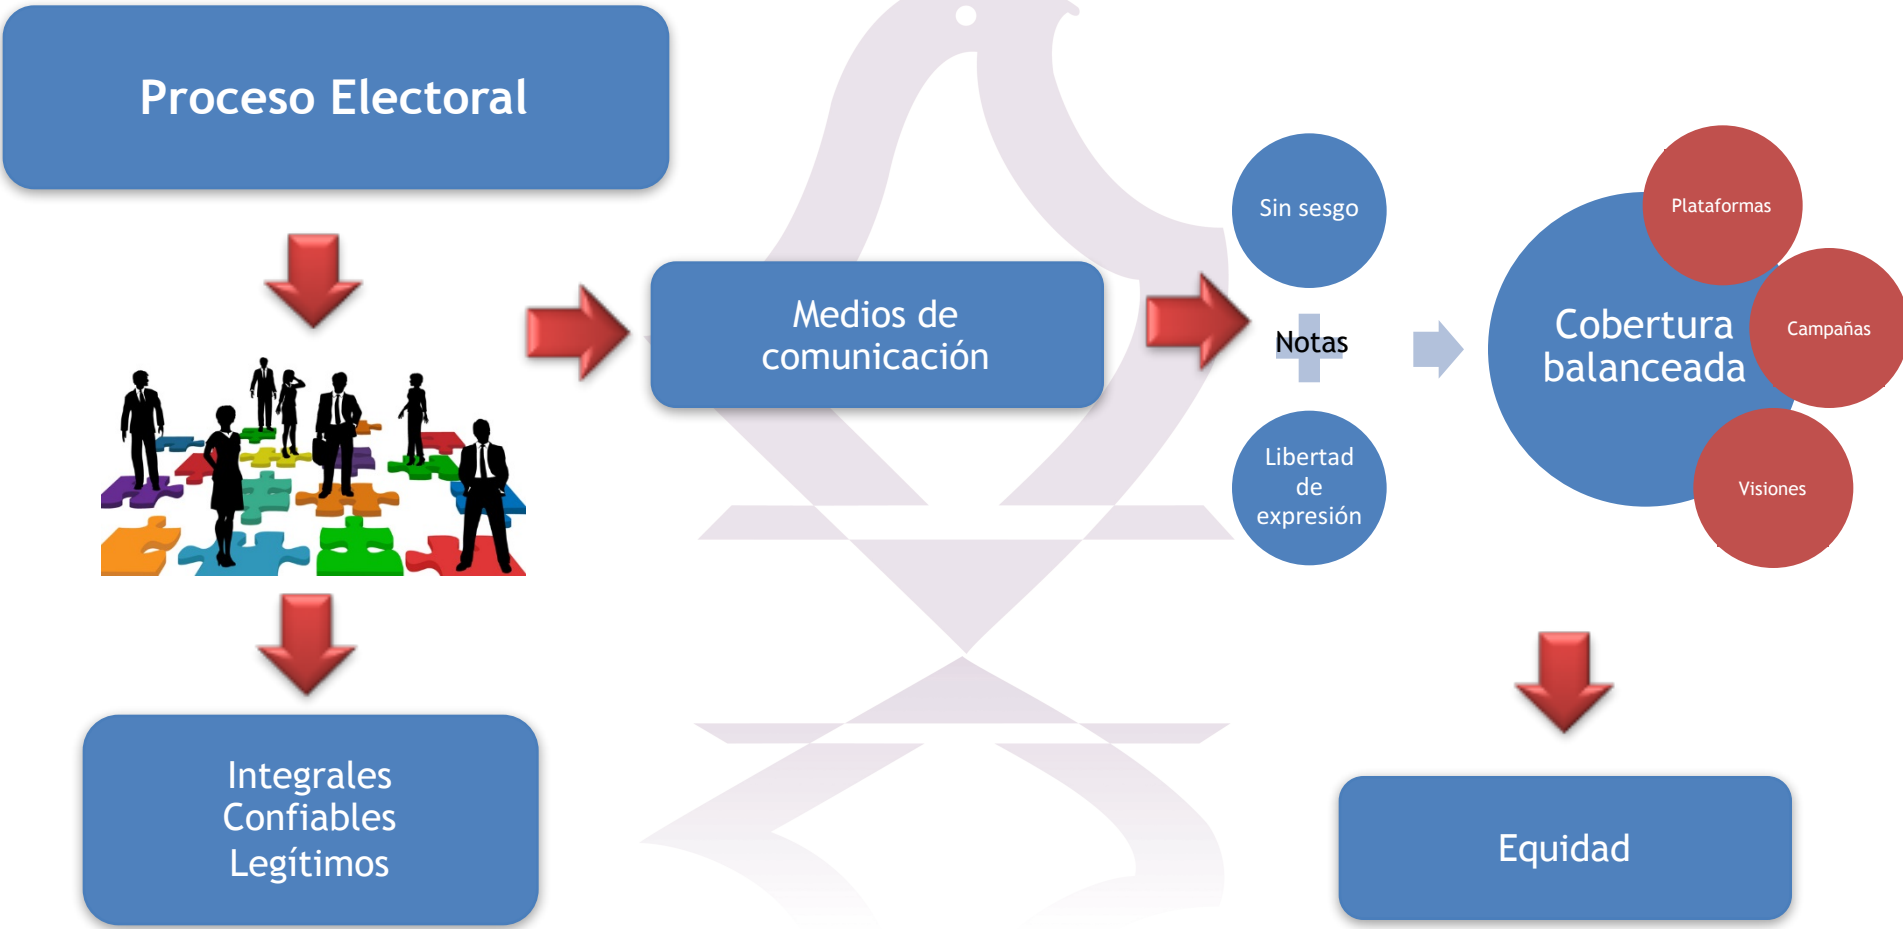 Proceso Electoral
Medios de
comunicación
Sin sesgo
Notas
Libertad
de
expresión
Cobertura
balanceada
Plataformas
Campañas
Visiones
Integrales
Confiables
Legítimos
Equidad